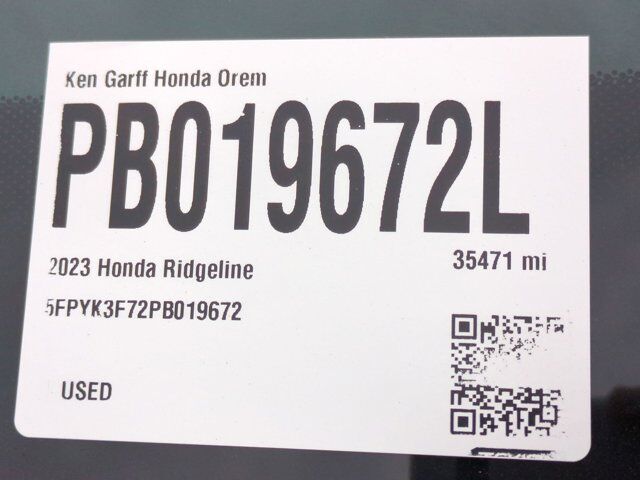 Ken Garff Honda Orem
PB019672L
2023 Honda Ridgeline
35471 mi
5FPYK3F72PB019672
USED